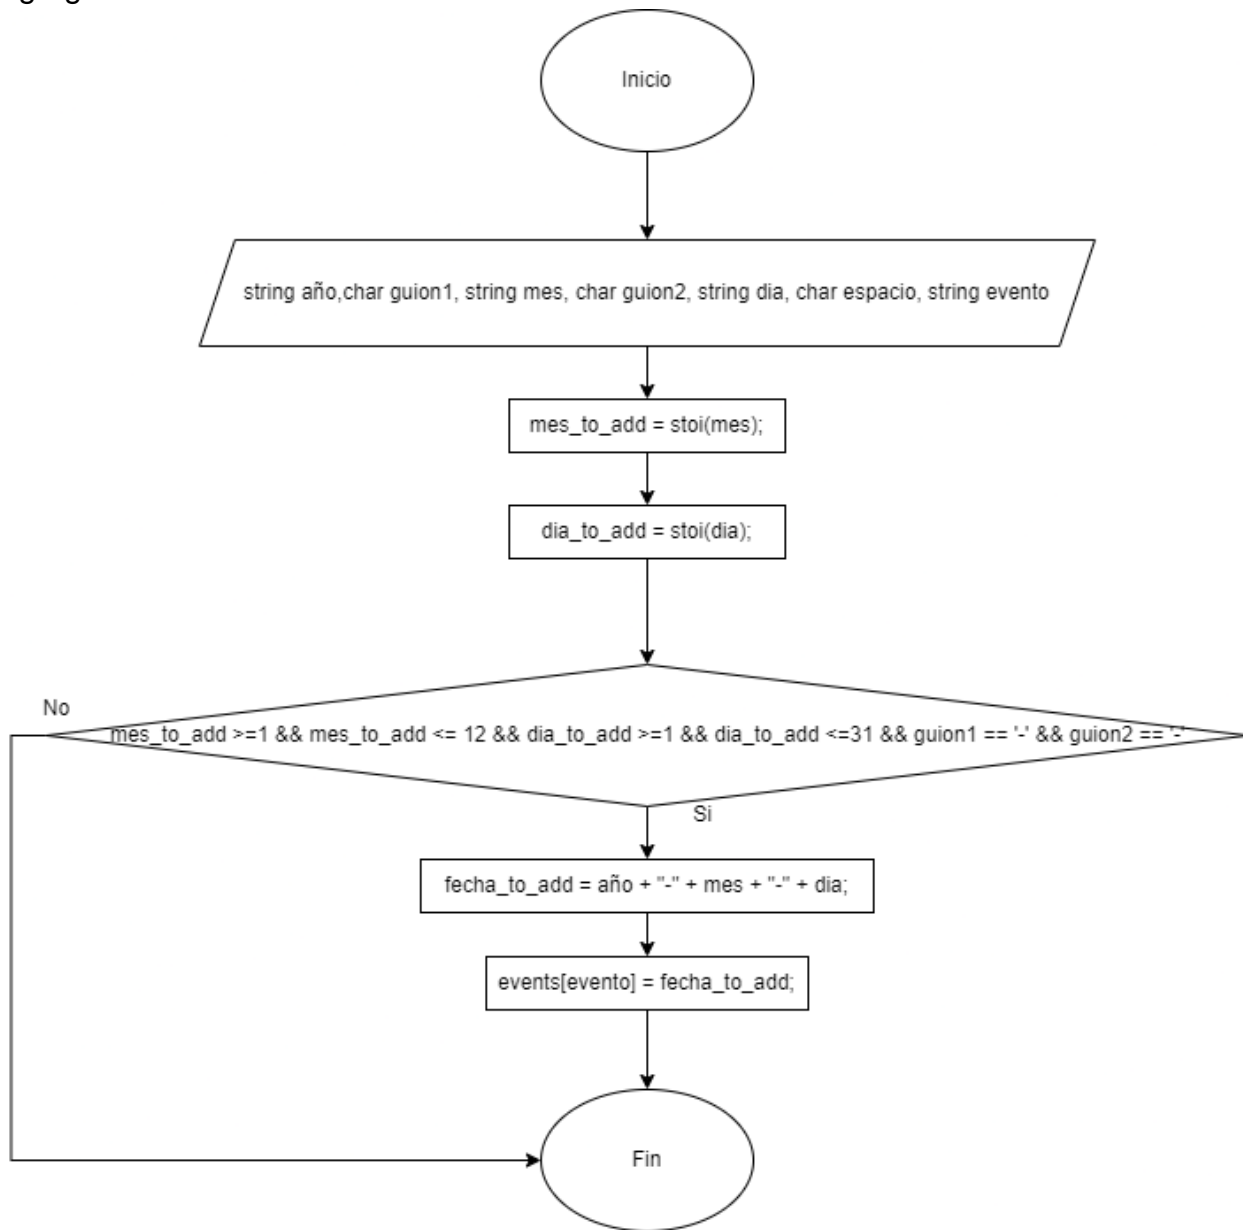 Inicio
string año,char guion1, string mes, char guion2, string dia, char espacio, string evento
mes_to_add = stoi(mes);
dia_to_add = stoi(dia);
No
mes_to_add >=1 && mes_to_add <= 12 && dia_to_add >=1 && dia_to_add <=31 && guion1 == '-' && guion2 == '-'
Si
fecha_to_add = año + "-" + mes + "-" + dia;
events[evento] = fecha_to_add;
Fin